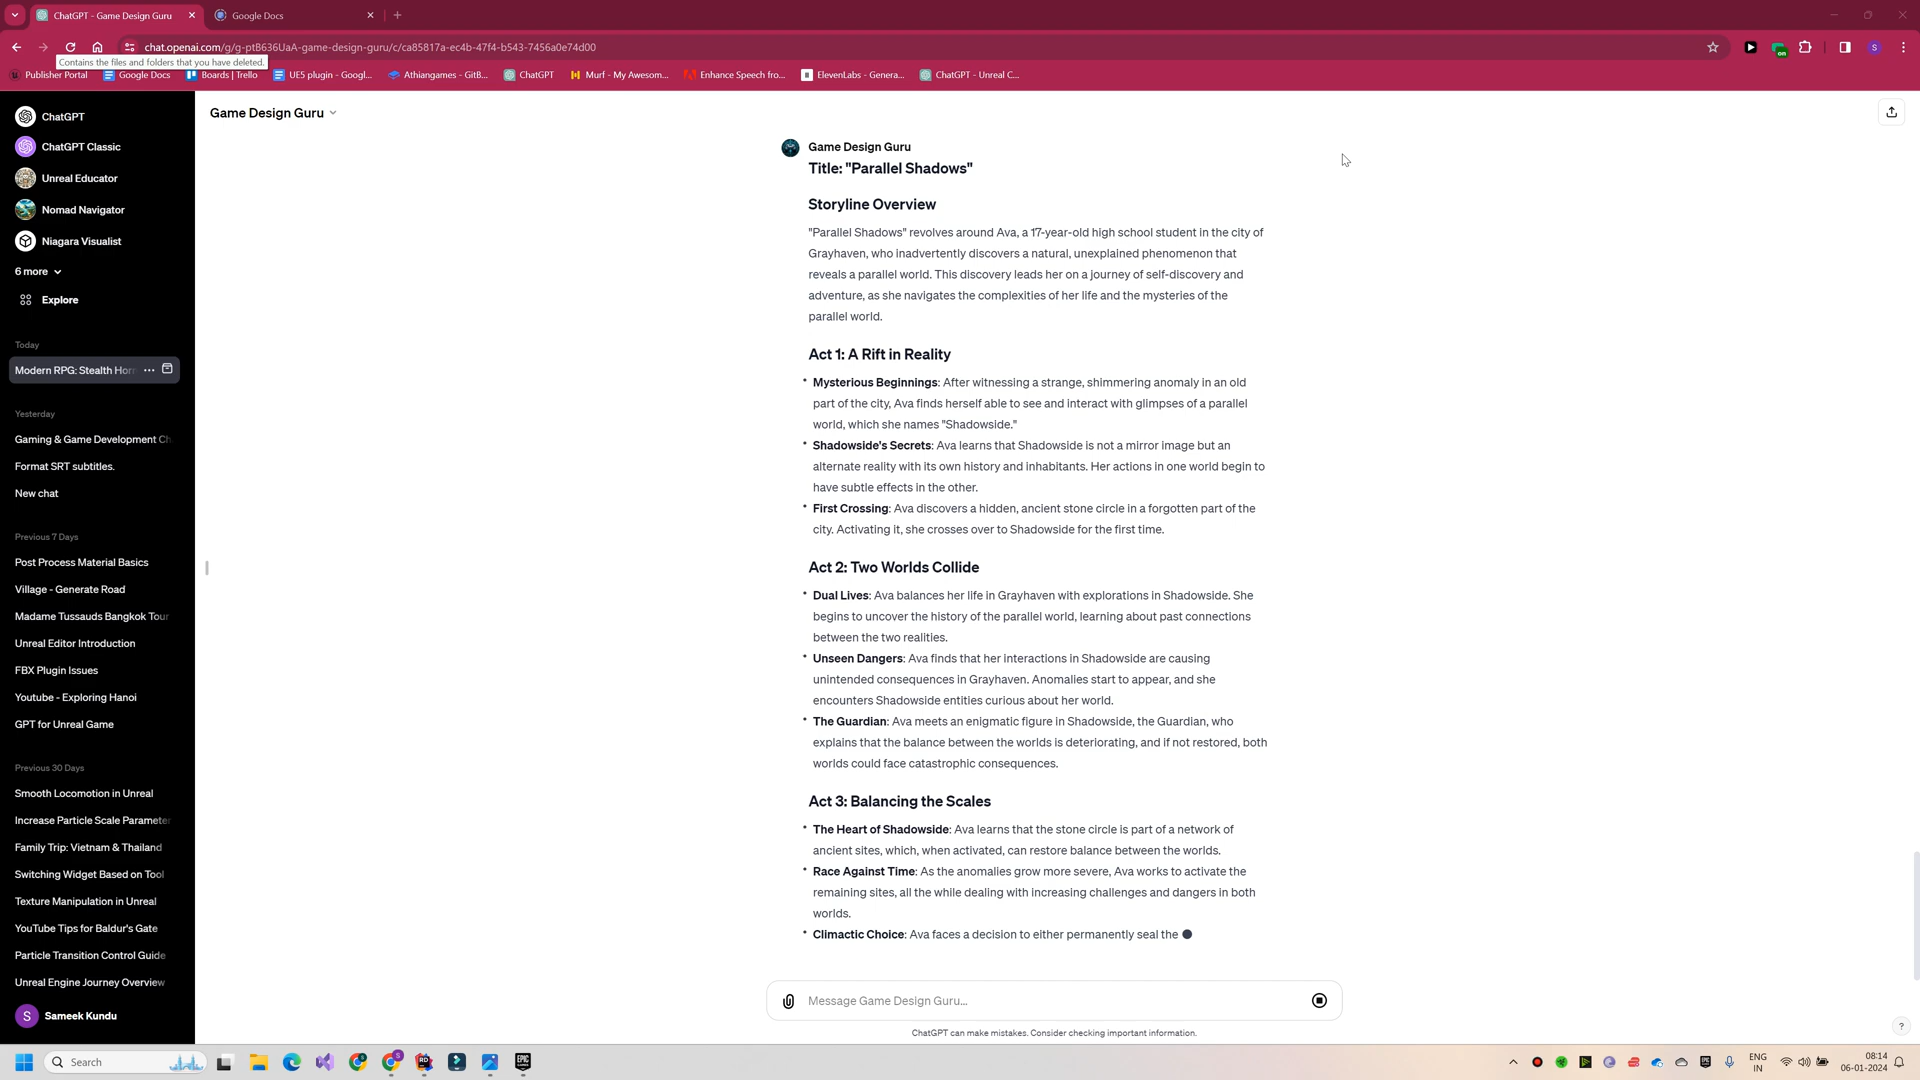 ChatGPT - Game Design Guru
Google Docs
chat.openai.com/g/g-ptB636UaA-game-design-guru/c/ca85817a-ec4b-47f4-b543-7456a0e74d00
Contains the files and folders that you have deleted.
Publisher Portal
Google Docs
Boards | Trello
UE5 plugin - Googl...
Athiangames - GitB...
ChatGPT
Murf - My Awesom...
Enhance Speech fro...
ElevenLabs - Genera...
ChatGPT - Unreal C...
ChatGPT
ChatGPT Classic
Unreal Educator
Nomad Navigator
Niagara Visualist
6 more
Explore
Today
Modern RPG: Stealth Horr
Yesterday
Gaming & Game Development Ch
Format SRT subtitles.
New chat
Previous 7 Days
Post Process Material Basics
Village - Generate Road
Madame Tussauds Bangkok Tour
Unreal Editor Introduction
FBX Plugin Issues
Youtube - Exploring Hanoi
GPT for Unreal Game
Previous 30 Days
Smooth Locomotion in Unreal
Increase Particle Scale Parameter
Family Trip: Vietnam & Thailand
Switching Widget Based on Tool
Texture Manipulation in Unreal
YouTube Tips for Baldur's Gate
Particle Transition Control Guide
Unreal Engine Journey Overview
S Sameek Kundu
Game Design Guru
Game Design Guru
Title: "Parallel Shadows"
Storyline Overview
"Parallel Shadows" revolves around Ava, a 17-year-old high school student in the city of
Grayhaven, who inadvertently discovers a natural, unexplained phenomenon that
reveals a parallel world. This discovery leads her on a journey of self-discovery and
adventure, as she navigates the complexities of her life and the mysteries of the
parallel world.
Act 1: A Rift in Reality
• Mysterious Beginnings: After witnessing a strange, shimmering anomaly in an old
part of the city, Ava finds herself able to see and interact with glimpses of a parallel
world, which she names "Shadowside."
• Shadowside's Secrets: Ava learns that Shadowside is not a mirror image but an
alternate reality with its own history and inhabitants. Her actions in one world begin to
have subtle effects in the other.
• First Crossing: Ava discovers a hidden, ancient stone circle in a forgotten part of the
city. Activating it, she crosses over to Shadowside for the first time.
Act 2: Two Worlds Collide
• Dual Lives: Ava balances her life in Grayhaven with explorations in Shadowside. She
begins to uncover the history of the parallel world, learning about past connections
between the two realities.
• Unseen Dangers: Ava finds that her interactions in Shadowside are causing
unintended consequences in Grayhaven. Anomalies start to appear, and she
encounters Shadowside entities curious about her world.
• The Guardian: Ava meets an enigmatic figure in Shadowside, the Guardian, who
explains that the balance between the worlds is deteriorating, and if not restored, both
worlds could face catastrophic consequences.
Act 3: Balancing the Scales
• The Heart of Shadowside: Ava learns that the stone circle is part of a network of
ancient sites, which, when activated, can restore balance between the worlds.
• Race Against Time: As the anomalies grow more severe, Ava works to activate the
remaining sites, all the while dealing with increasing challenges and dangers in both
worlds.
• Climactic Choice: Ava faces a decision to either permanently seal the
Message Game Design Guru...
ChatGPT can make mistakes. Consider checking important information.
?
Search
ENG
IN
08:14
06-01-2024